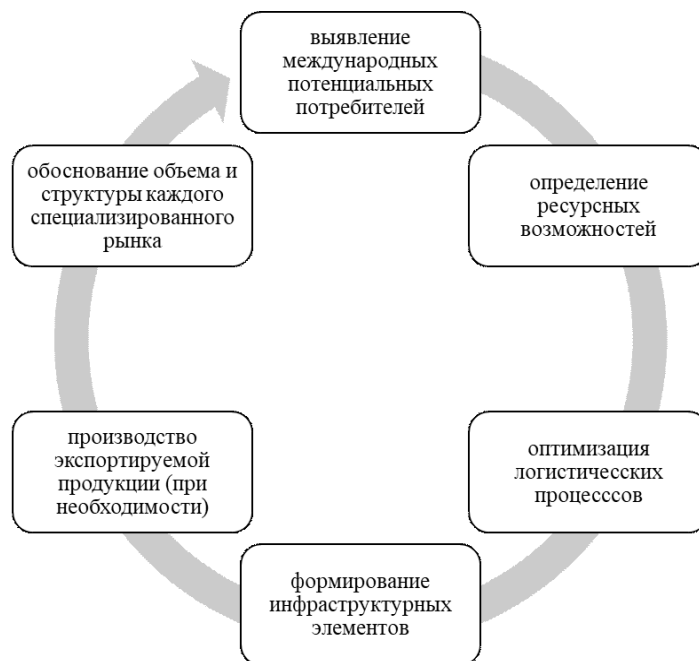 выявление
международных
потенциальных
потребителей
определение
ресурсных
возможностей
оптимизация
логистичесских
процесссов
формирование
инфраструктурных
элементов
производство
экспортируемой
продукции (при
необходимости)
обоснование объема и
структуры каждого
специализированного
рынка